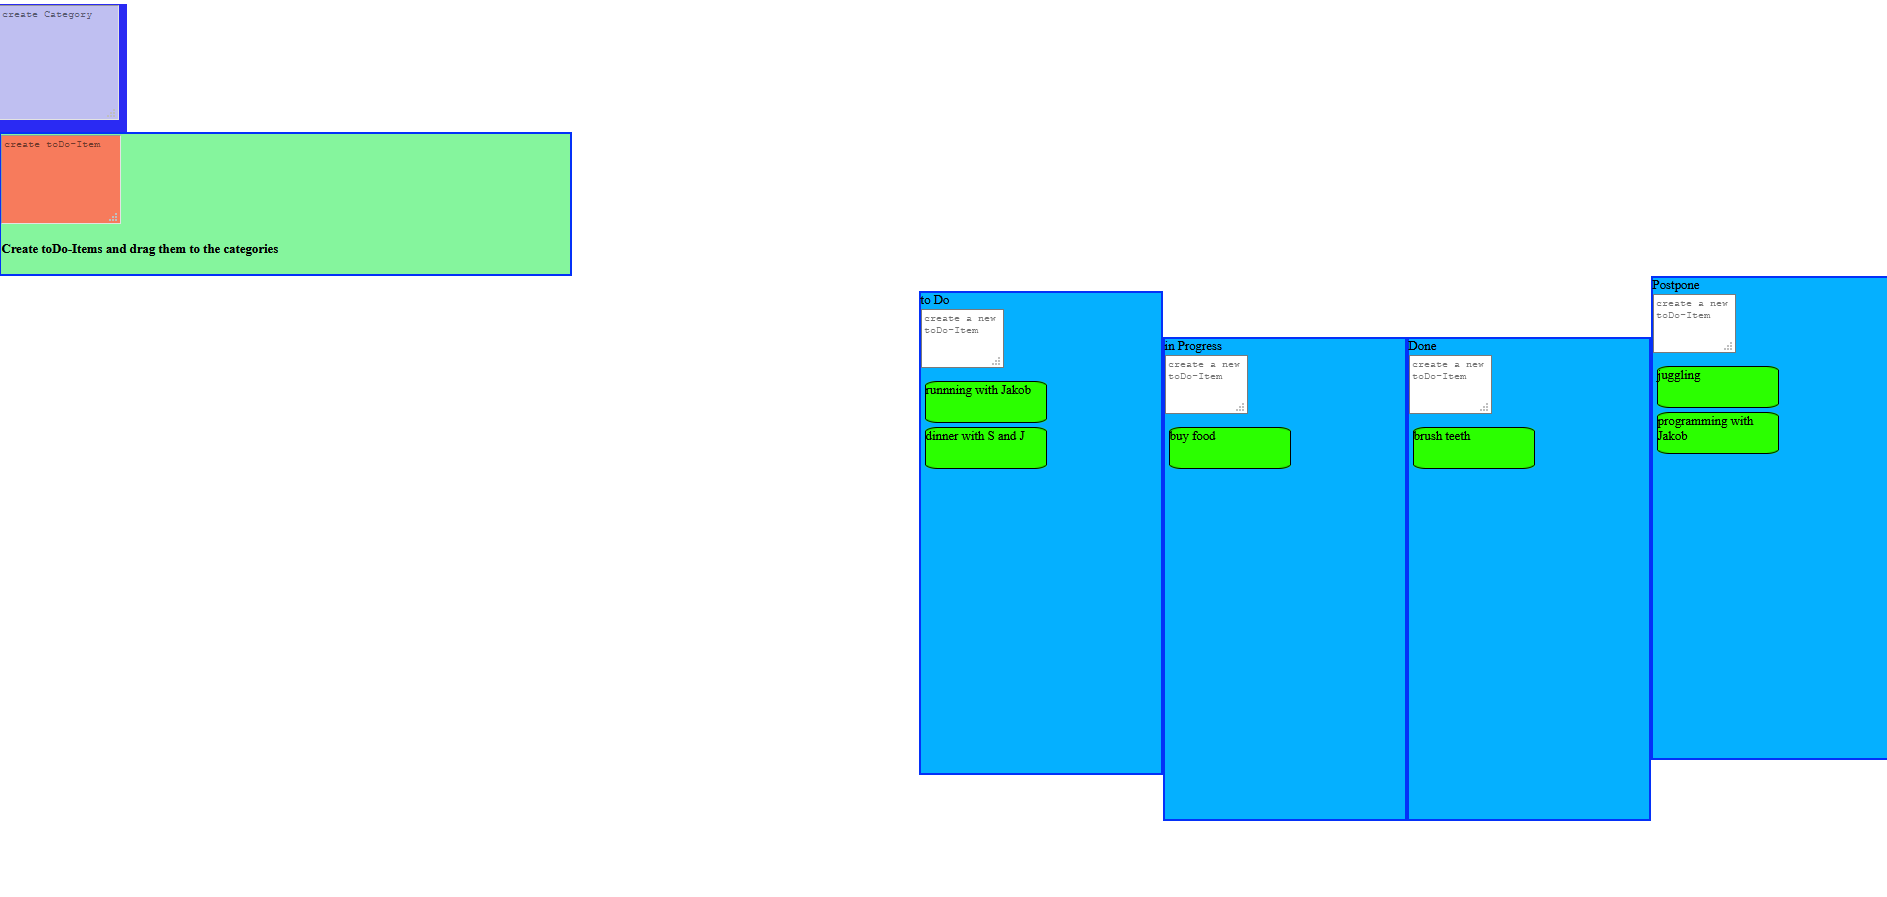 create Category
create toDo-Item
Create toDo-Items and drag them to the categories
to Do
create a new
toDo-Item
runnning with Jakob
dinner with S and J
in Progress
create a new
toDo-Item
buy food
Done
create a new
toDo-Item
brush teeth
Postpone
create a new
toDo-Item
juggling
programming with
Jakob